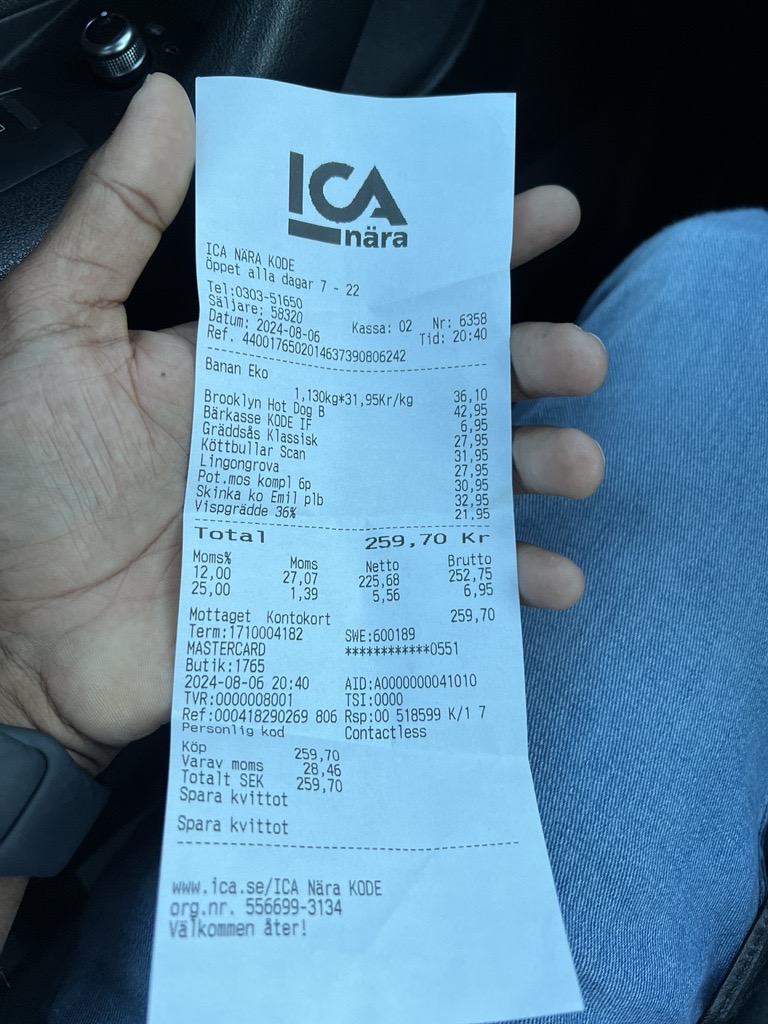 ICA
nära
ICA NÄRA KODE
Öppet alla dagar 7 - 22
Tel:0303-51650
Säljare: 58320 Kassa: 02 Nr: 6358
Datum: 2024-08-06 Tid: 20:40
Ref. 4400176502014637390806242
Banan Eko
1,130kg*31,95Kr/kg 36,10
Brooklyn Hot Dog B 42,95
Bärkasse KODE IF 6,95
Gräddsås Klassisk 27,95
Köttbullar Scan 31,95
Lingongrova 27,95
Pot.mos kompl 6p 30,95
Skinka ko Emil plb 32,95
Vispgrädde 36% 21,95
Total 259,70 Kr
Moms% Moms Netto Brutto
12,00 27,07 225,68 252,75
25,00 1,39 5,56 6,95
Mottaget Kontokort 259,70
Term:1710004182 SWE:600189
MASTERCARD ************0551
Butik:1765
2024-08-06 20:40 AID:A0000000041010
TVR:0000008001 TSI:0000
Ref:000418290269 806 Rsp:00 518599 K/1 7
Personlig kod Contactless
Köp 259,70
Varav moms 28,46
Totalt SEK 259,70
Spara kvittot
Spara kvittot
www.ica.se/ICA Nära KODE
org.nr. 556699-3134
Välkommen åter!